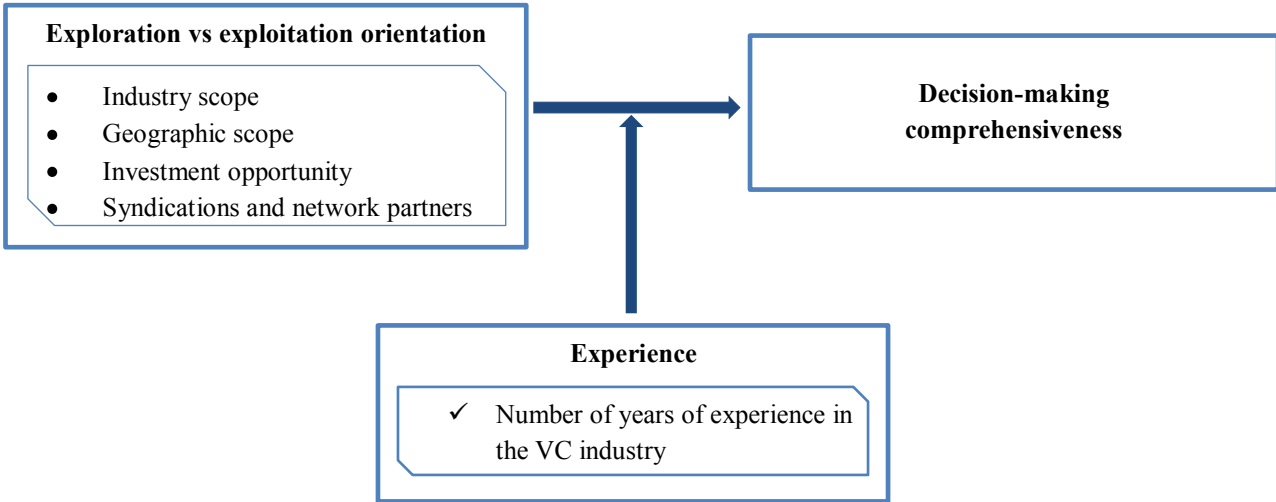 Exploration vs exploitation orientation
• Industry scope
• Geographic scope
• Investment opportunity
• Syndications and network partners
Decision-making
comprehensiveness
Experience
✓ Number of years of experience in
the VC industry